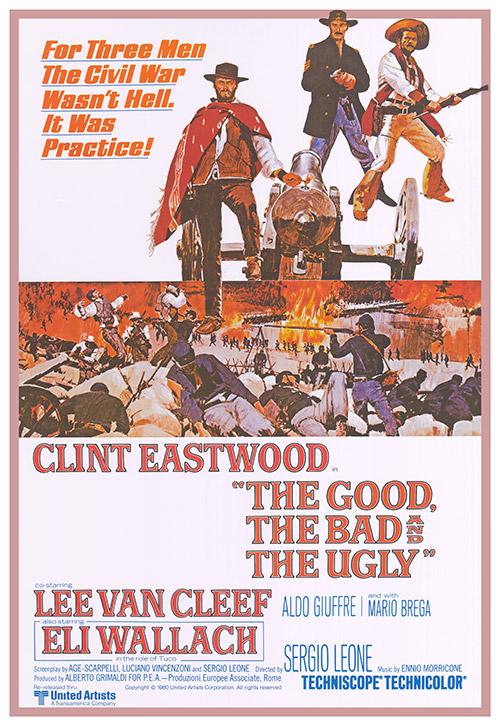 For Three Men
The Civil War
Wasn't Hell.
It Was
Practice!
CLINT EASTWOOD in
"THE GOOD,
THE BAD AND
THE UGLY"
co-starring
LEE VAN CLEEF
ALDO GIUFFRE
and with
MARIO BREGA
also starring
ELI WALLACH
in the role of Tuco
Screenplay by AGE-SCARPELLI, LUCIANO VINCENZONI and SERGIO LEONE
Directed by SERGIO LEONE
Music by ENNIO MORRICONE
Produced by ALBERTO GRIMALDI FOR P.E.A.—Produzioni Europee Associate, Rome
TECHNISCOPE® TECHNICOLOR®
Re-released thru
United Artists
A Transamerica Company
Copyright © 1980 United Artists Corporation. All rights reserved.